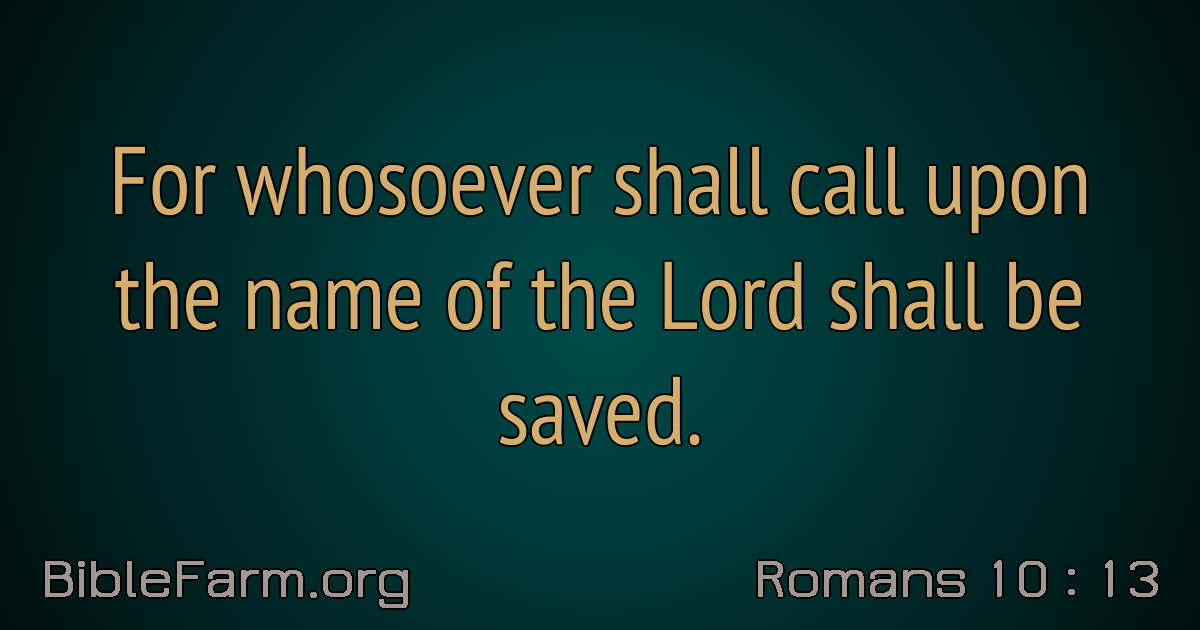 For whosoever shall call upon
the name of the Lord shall be
saved.
BibleFarm.org
Romans 10 : 13